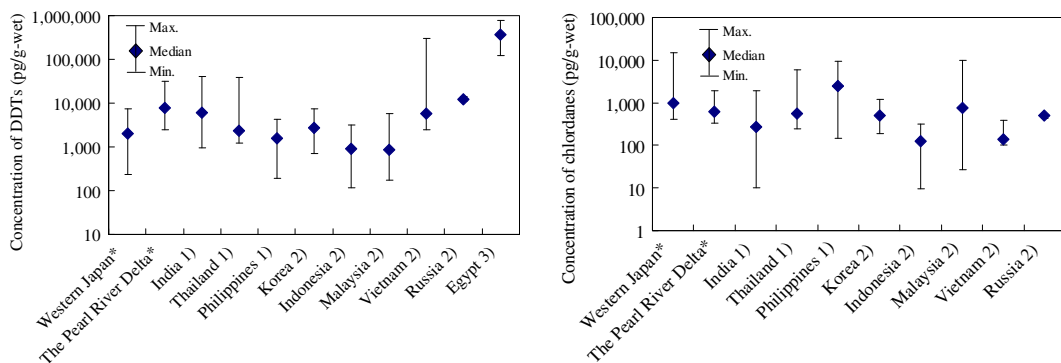 Concentration of DDTs (pg/g-wet)
1,000,000
100,000
10,000
1,000
100
10
Max.
Median
Min.
Western Japan*
The Pearl River Delta*
India 1)
Thailand 1)
Philippines 1)
Korea 2)
Indonesia 2)
Malaysia 2)
Vietnam 2)
Russia 2)
Egypt 3)
Concentration of chlordanes (pg/g-wet)
100,000
10,000
1,000
100
10
1
Max.
Median
Min.
Western Japan*
The Pearl River Delta*
India 1)
Thailand 1)
Philippines 1)
Korea 2)
Indonesia 2)
Malaysia 2)
Vietnam 2)
Russia 2)